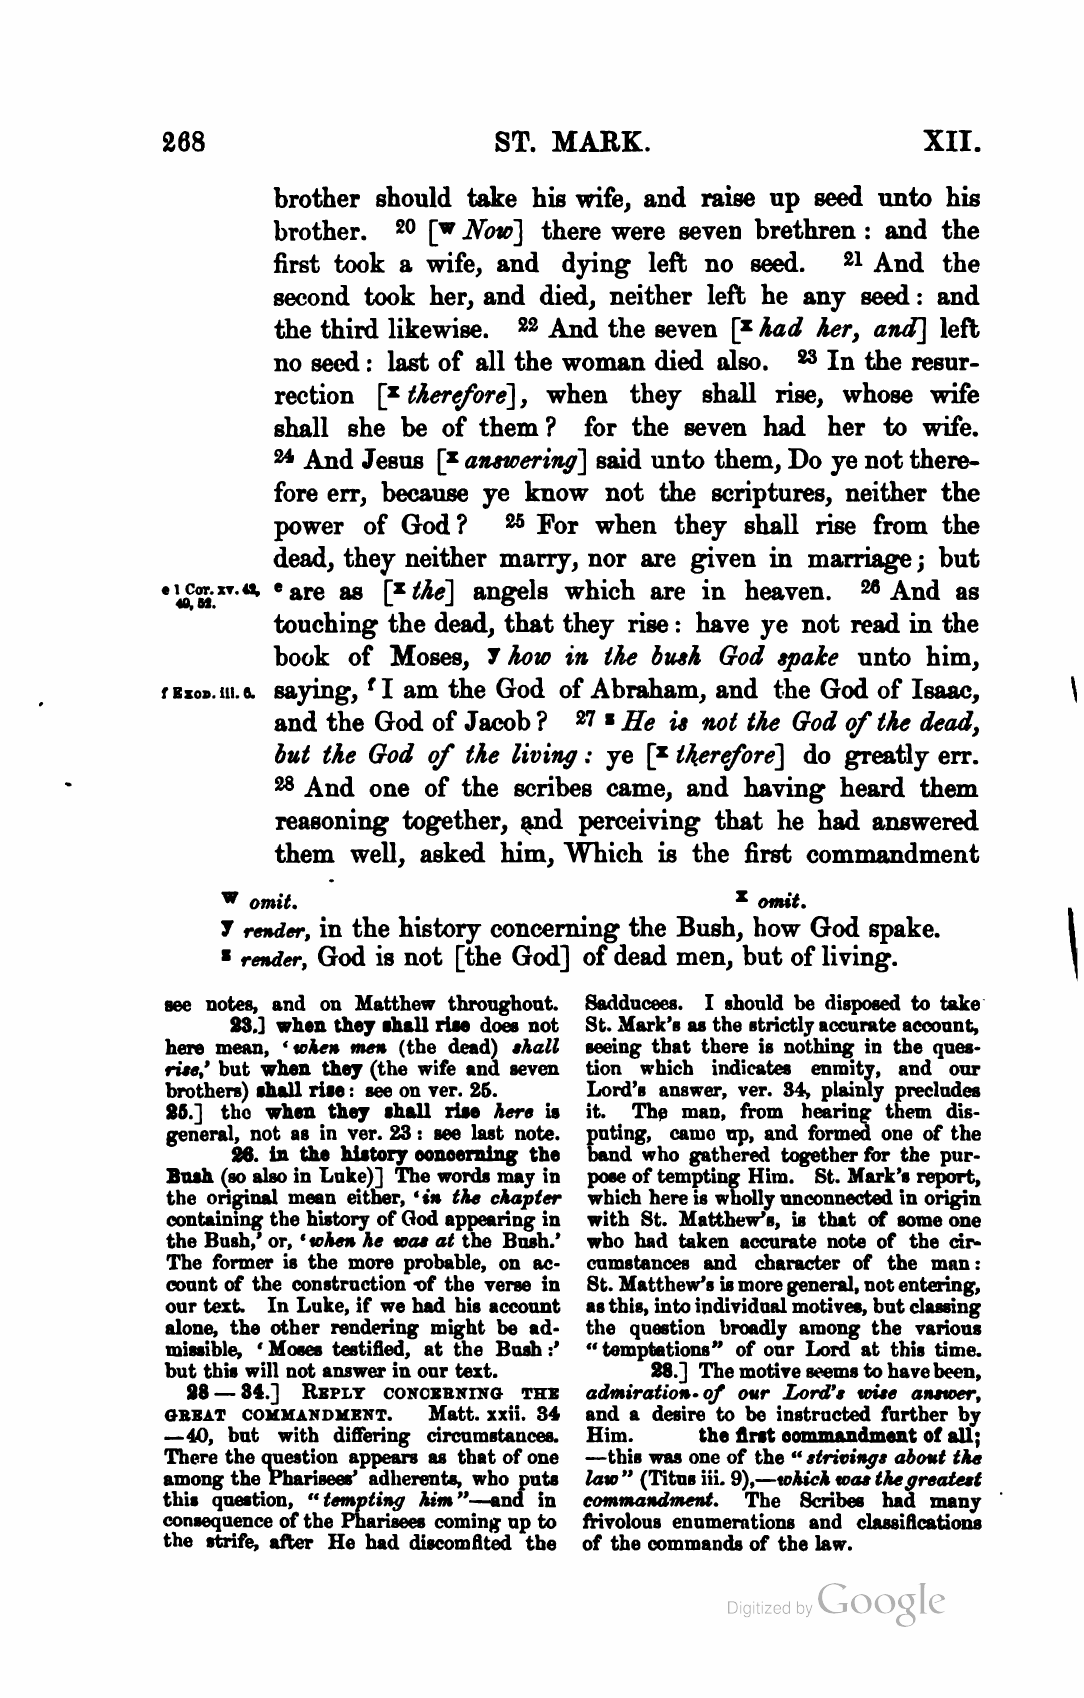 268 ST. MARK. XII.
brother should take his wife, and raise up seed unto his
brother. 20 [w Now] there were seven brethren : and the
first took a wife, and dying left no seed. 21 And the
second took her, and died, neither left he any seed : and
the third likewise. 22 And the seven [x had her, and] left
no seed : last of all the woman died also. 23 In the resur-
rection [x therefore], when they shall rise, whose wife
shall she be of them ? for the seven had her to wife.
24 And Jesus [x answering] said unto them, Do ye not there-
fore err, because ye know not the scriptures, neither the
power of God ? 25 For when they shall rise from the
dead, they neither marry, nor are given in marriage ; but
e 1 Cor. xv. 42, e are as [x the] angels which are in heaven. 26 And as
49, 52.
touching the dead, that they rise : have ye not read in the
book of Moses, y how in the bush God spake unto him,
f Exod. iii. 6. saying, f I am the God of Abraham, and the God of Isaac,
and the God of Jacob ? 27 z He is not the God of the dead,
but the God of the living : ye [x therefore] do greatly err.
28 And one of the scribes came, and having heard them
reasoning together, and perceiving that he had answered
them well, asked him, Which is the first commandment
w omit. x omit.
y render, in the history concerning the Bush, how God spake.
z render, God is not [the God] of dead men, but of living.
see notes, and on Matthew throughout.
23.] when they shall rise does not
here mean, ‘when men (the dead) shall
rise,’ but when they (the wife and seven
brothers) shall rise : see on ver. 25.
25.] the when they shall rise here is
general, not as in ver. 23 : see last note.
26. in the history concerning the
Bush (so also in Luke)] The words may in
the original mean either, ‘in the chapter
containing the history of God appearing in
the Bush,’ or, ‘when he was at the Bush.’
The former is the more probable, on ac-
count of the construction of the verse in
our text. In Luke, if we had his account
alone, the other rendering might be ad-
missible, ‘Moses testified, at the Bush :’
but this will not answer in our text.
28 — 34.] REPLY CONCERNING THE
GREAT COMMANDMENT. Matt. xxii. 34
—40, but with differing circumstances.
There the question appears as that of one
among the Pharisees’ adherents, who puts
this question, “tempting him”—and in
consequence of the Pharisees coming up to
the strife, after He had discomfited the
Sadducees. I should be disposed to take
St. Mark’s as the strictly accurate account,
seeing that there is nothing in the ques-
tion which indicates enmity, and our
Lord’s answer, ver. 34, plainly precludes
it. The man, from hearing them dis-
puting, came up, and formed one of the
band who gathered together for the pur-
pose of tempting Him. St. Mark’s report,
which here is wholly unconnected in origin
with St. Matthew’s, is that of some one
who had taken accurate note of the cir-
cumstances and character of the man :
St. Matthew’s is more general, not entering,
as this, into individual motives, but classing
the question broadly among the various
“temptations” of our Lord at this time.
28.] The motive seems to have been,
admiration of our Lord’s wise answer,
and a desire to be instructed further by
Him. the first commandment of all;
—this was one of the “strivings about the
law” (Titus iii. 9),—which was the greatest
commandment. The Scribes had many
frivolous enumerations and classifications
of the commands of the law.
Digitized by Google